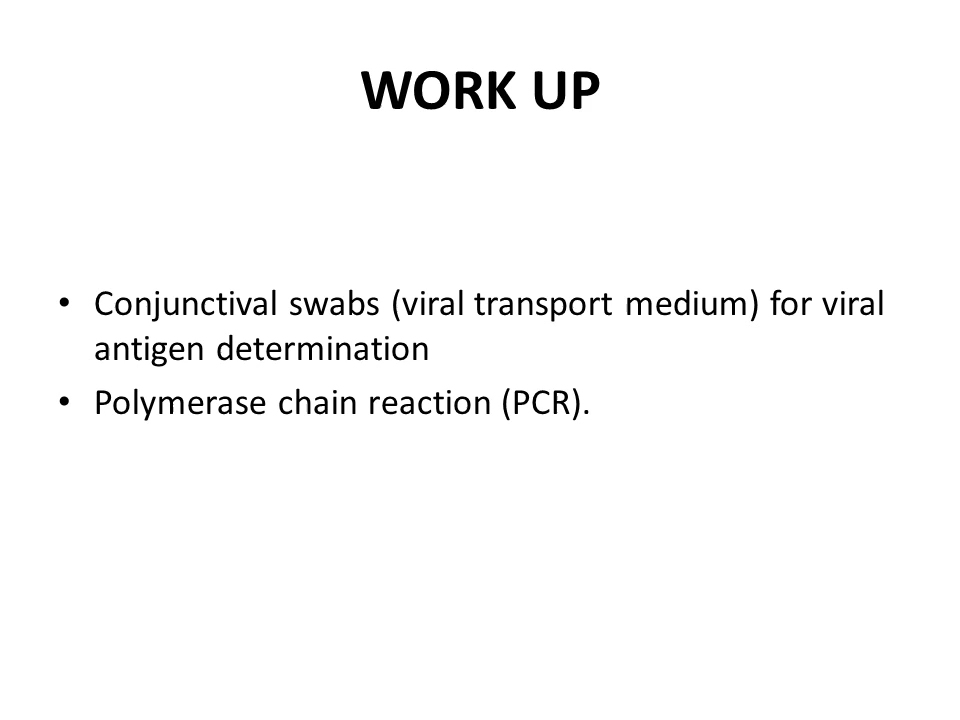 WORK UP
• Conjunctival swabs (viral transport medium) for viral
antigen determination
• Polymerase chain reaction (PCR).